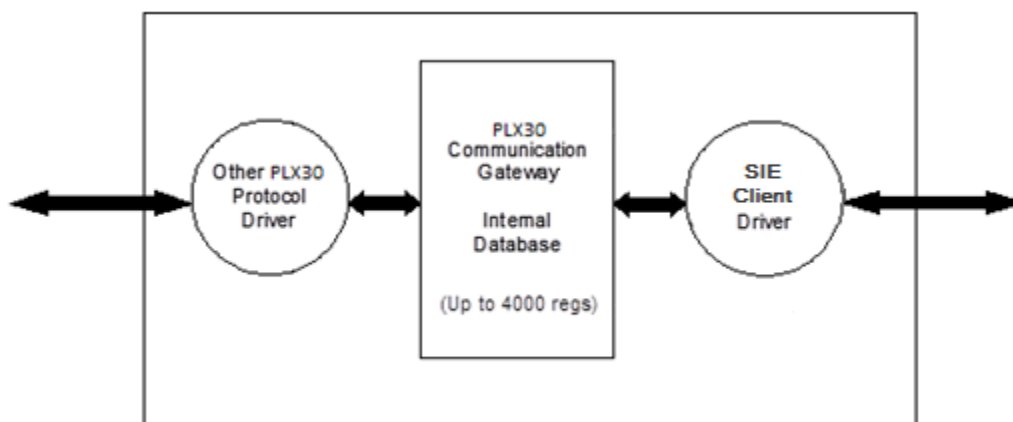 Other PLX30
Protocol
Driver
PLX30
Communication
Gateway
Internal
Database
(Up to 4000 regs)
SIE
Client
Driver